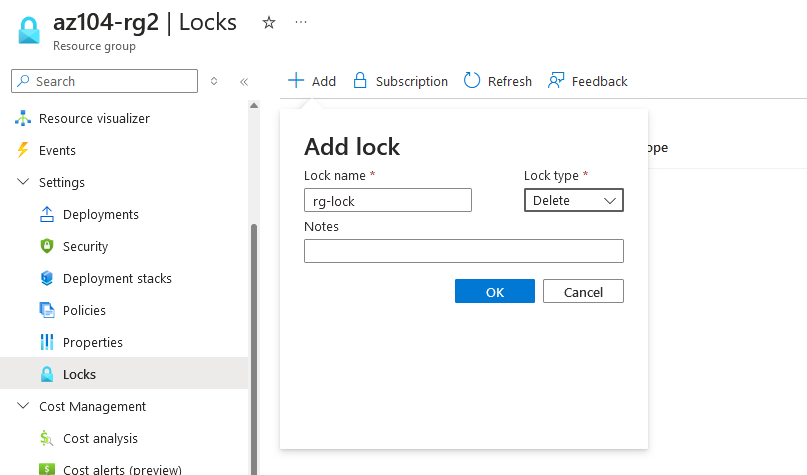 az104-rg2 | Locks
Resource group
Search
Add Subscription Refresh Feedback
Resource visualizer
Events
Settings
Deployments
Security
Deployment stacks
Policies
Properties
Locks
Cost Management
Cost analysis
Cost alerts (preview)
Add lock
Lock name * Lock type *
rg-lock Delete
Notes
OK Cancel
ope